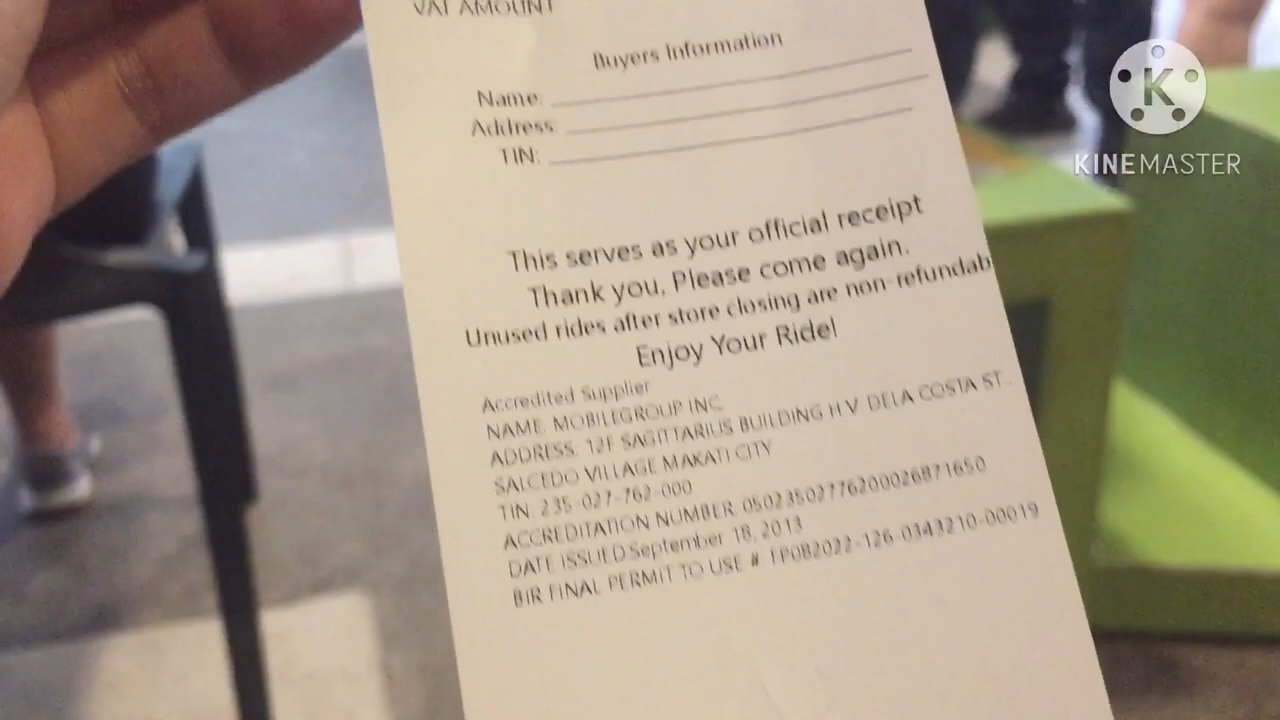 VAT AMOUNT
Buyers Information
Name:
Address:
TIN:
This serves as your official receipt
Thank you, Please come again.
Unused rides after store closing are non-refundab
Enjoy Your Ride!
Accredited Supplier
NAME: MOBILEGROUP INC
ADDRESS: 12F SAGITTARIUS BUILDING H.V DELA COSTA ST..
SALCEDO VILLAGE MAKATI CITY
TIN: 235-027-762-000
ACCREDITATION NUMBER: 05023502776200026871650
DATE ISSUED September 18, 2013
BIR FINAL PERMIT TO USE # FP082022-126-0343210-00019
K
KINEMASTER